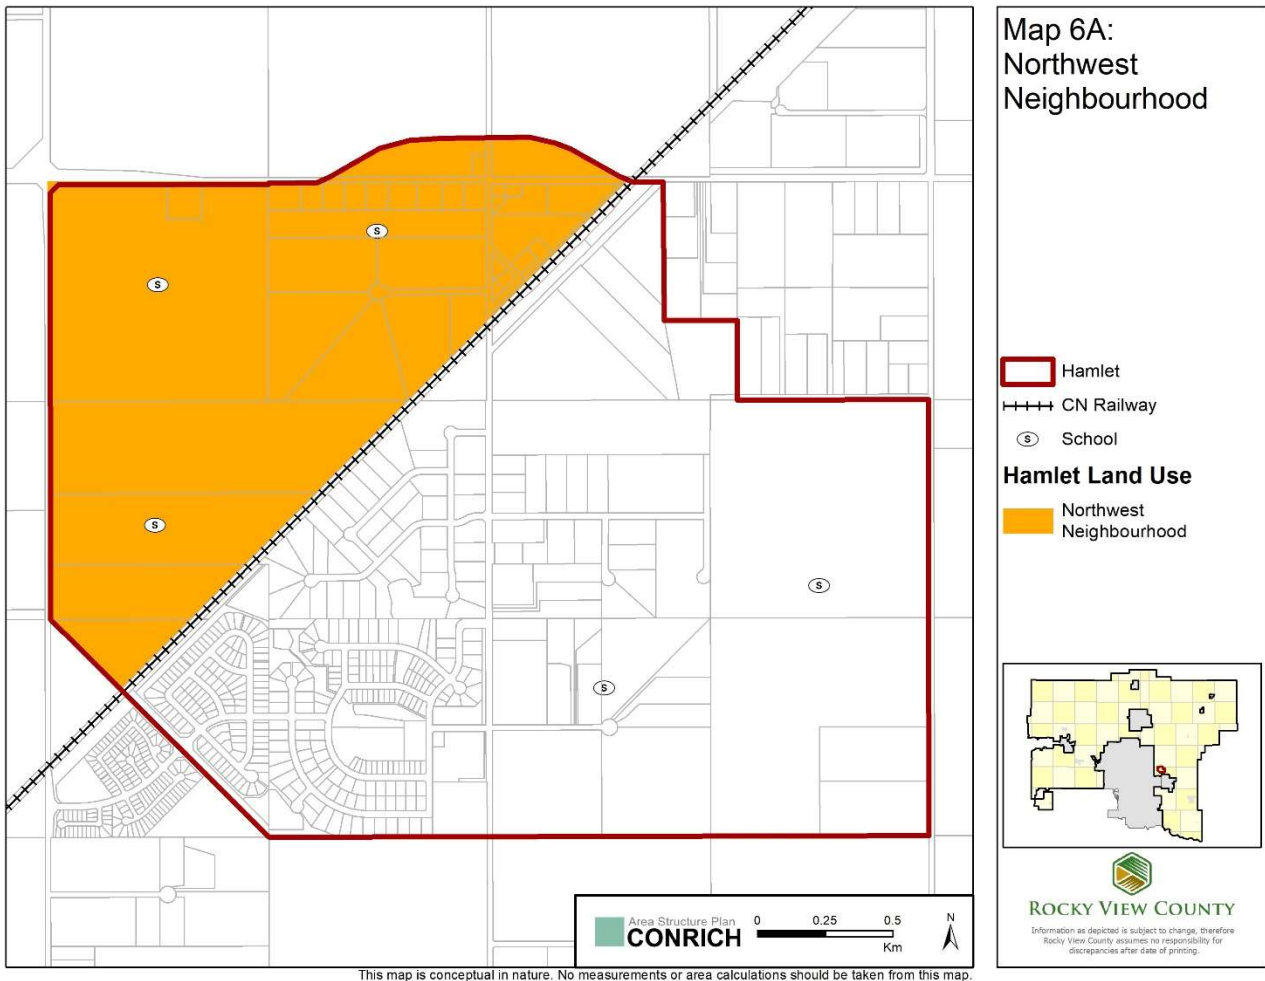 Map 6A:
Northwest
Neighbourhood
S
S
S
S
S
Hamlet
CN Railway
S School
Hamlet Land Use
Northwest
Neighbourhood
ROCKY VIEW COUNTY
Information as depicted is subject to change, therefore
Rocky View County assumes no responsibility for
discrepancies after date of printing.
Area Structure Plan
CONRICH
0 0.25 0.5
Km
N
This map is conceptual in nature. No measurements or area calculations should be taken from this map.